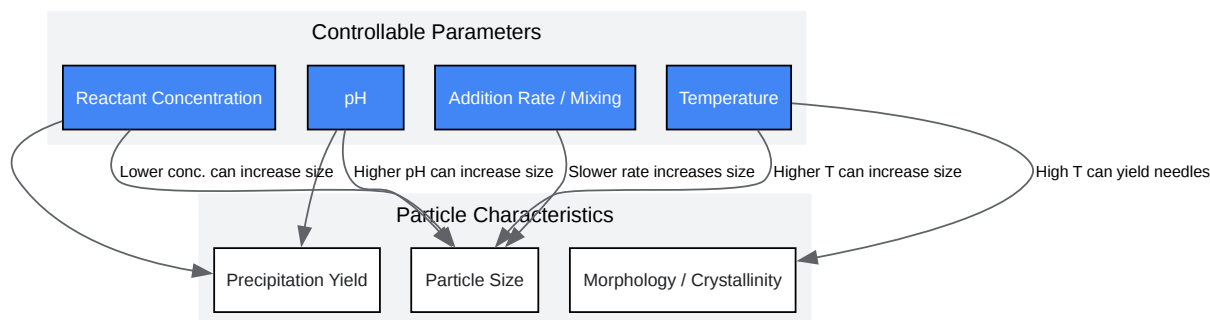 Controllable Parameters
Reactant Concentration
pH
Addition Rate / Mixing
Temperature
Lower conc. can increase size
Higher pH can increase size
Slower rate increases size
Higher T can increase size
High T can yield needles
Particle Characteristics
Precipitation Yield
Particle Size
Morphology / Crystallinity